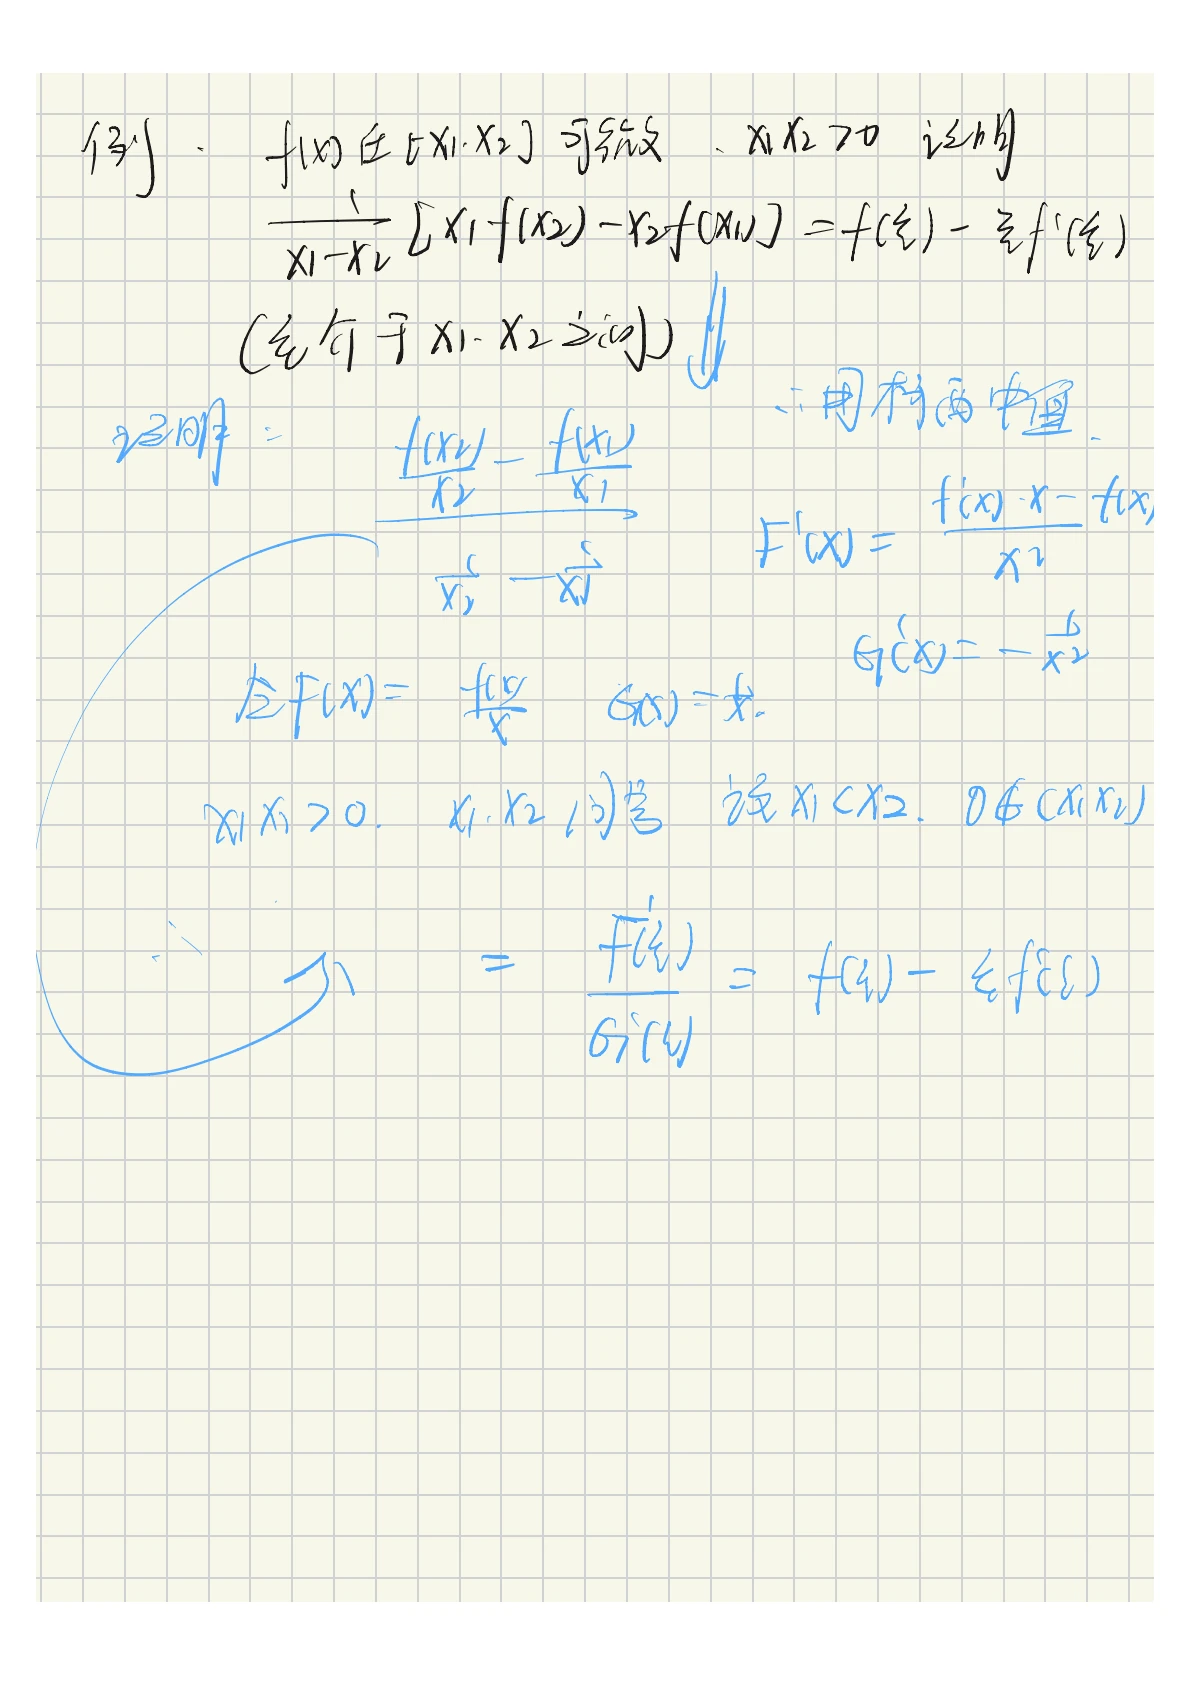 例. f(x)在[x₁.x₂]可微. x₁x₂>0 证明
1/(x₁-x₂) [x₁f(x₂)-x₂f(x₁)]=f(ξ)-ξf'(ξ)
(ξ介于x₁.x₂之间)
∴用柯西中值.
证明: (f(x₂)/x₂ - f(x₁)/x₁)/(1/x₂ - 1/x₁)
F'(x)= (f'(x)·x-f(x))/x²
G'(x)=-1/x²
令F(x)= f(x)/x G(x)=1/x.
x₁x₂>0. x₁.x₂同号 设x₁<x₂. 0∉(x₁x₂)
∴ = F'(ξ)/G'(ξ) = f(ξ)-ξf'(ξ)